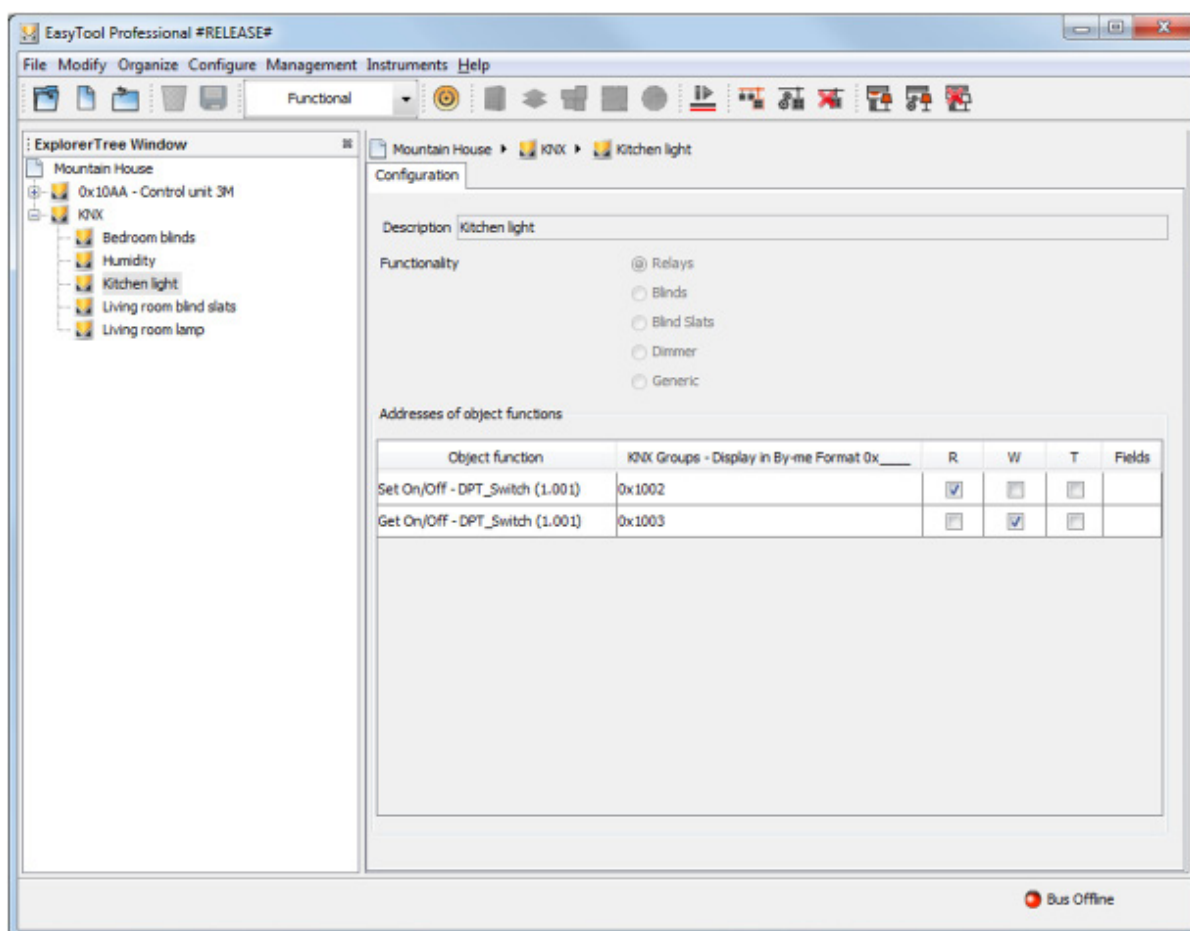 EasyTool Professional #RELEASE#
File Modify Organize Configure Management Instruments Help
Functional
ExplorerTree Window
Mountain House
0x10AA - Control unit 3M
KNX
Bedroom blinds
Humidity
Kitchen light
Living room blind slats
Living room lamp
Mountain House KNX Kitchen light
Configuration
Description Kitchen light
Functionality Relays
Blinds
Blind Slats
Dimmer
Generic
Addresses of object functions
Object function KNX Groups - Display in By-me Format 0x____ R W T Fields
Set On/Off - DPT_Switch (1.001) 0x1002
Get On/Off - DPT_Switch (1.001) 0x1003
Bus Offline